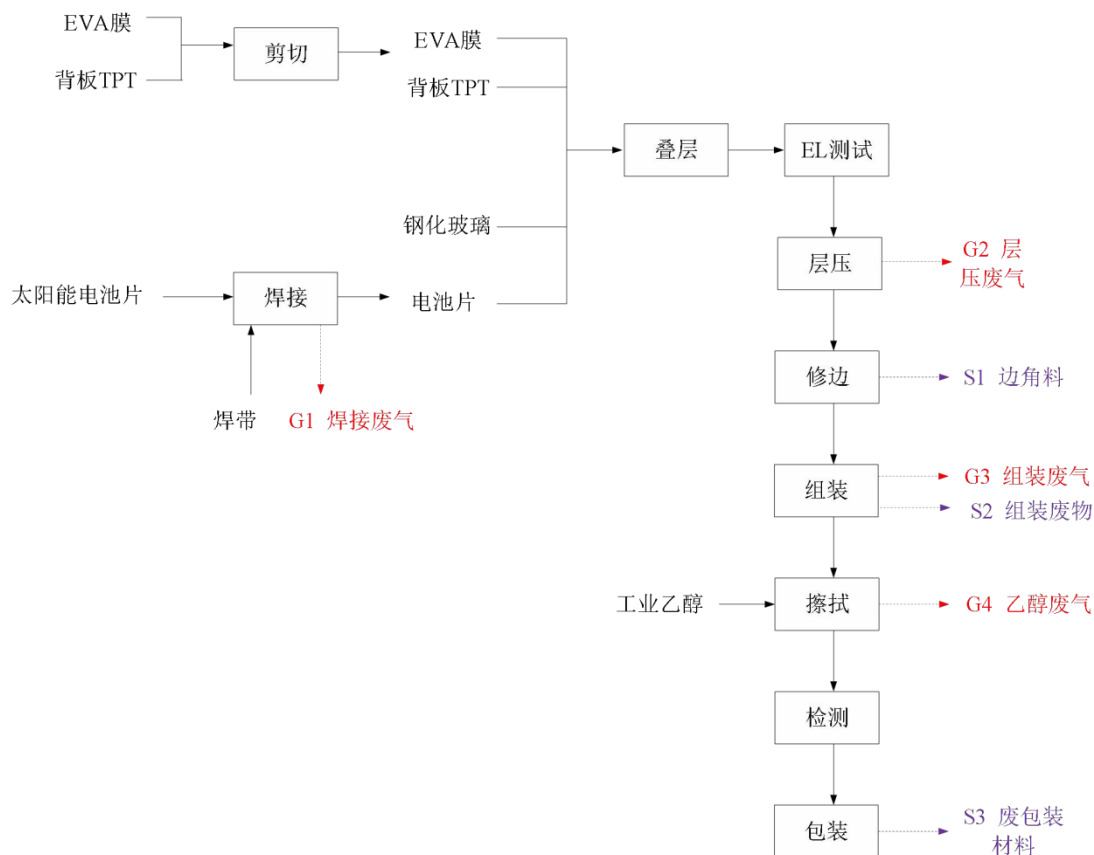 EVA膜
背板TPT
剪切
EVA膜
背板TPT
叠层
EL测试
钢化玻璃
层压
G2 层
压废气
太阳能电池片
焊接
电池片
焊带
G1 焊接废气
修边
S1 边角料
组装
G3 组装废气
S2 组装废物
工业乙醇
擦拭
G4 乙醇废气
检测
包装
S3 废包装
材料